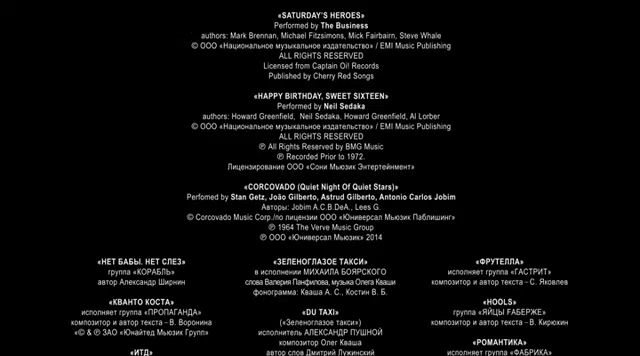 «SATURDAY'S HEROES»
Performed by The Business
authors: Mark Brennan, Michael Fitzsimons, Mick Fairbairn, Steve Whale
© ООО «Национальное музыкальное издательство» / EMI Music Publishing
ALL RIGHTS RESERVED
Licensed from Captain Oi! Records
Published by Cherry Red Songs
«HAPPY BIRTHDAY, SWEET SIXTEEN»
Performed by Neil Sedaka
authors: Howard Greenfield, Neil Sedaka, Howard Greenfield, Al Lorber
© ООО «Национальное музыкальное издательство» / EMI Music Publishing
ALL RIGHTS RESERVED
℗ All Rights Reserved by BMG Music
℗ Recorded Prior to 1972.
Лицензировано ООО «Сони Мьюзик Энтертейнмент»
«CORCOVADO (Quiet Night Of Quiet Stars)»
Perfomed by Stan Getz, João Gilberto, Astrud Gilberto, Antonio Carlos Jobim
Авторы: Jobim A.C.B.DeA., Lees G.
© Corcovado Music Corp./по лицензии ООО «Юниверсал Мьюзик Паблишинг»
℗ 1964 The Verve Music Group
℗ ООО «Юниверсал Мьюзик» 2014
«НЕТ БАБЫ. НЕТ СЛЕЗ»
группа «КОРАБЛЬ»
автор Александр Ширнин
«КВАНТО КОСТА»
исполняет группа «ПРОПАГАНДА»
композитор и автор текста – В. Воронина
© & ℗ ЗАО «Юнайтед Мьюзик Групп»
«ИТД»
«ЗЕЛЕНОГЛАЗОЕ ТАКСИ»
в исполнении МИХАИЛА БОЯРСКОГО
слова Валерия Панфилова, музыка Олега Кваши
фонограмма: Кваша А. С., Костин В. Б.
«DU TAXI»
(«Зеленоглазое такси»)
исполнитель АЛЕКСАНДР ПУШНОЙ
композитор Олег Кваша
автор слов Дмитрий Лужинский
«ФРУТЕЛЛА»
исполняет группа «ГАСТРИТ»
композитор и автор текста – С. Яковлев
«HOOLS»
группа «ЯЙЦЫ ФАБЕРЖЕ»
композитор и автор текста – В. Кирюхин
«РОМАНТИКА»
исполняет группа «ФАБРИКА»